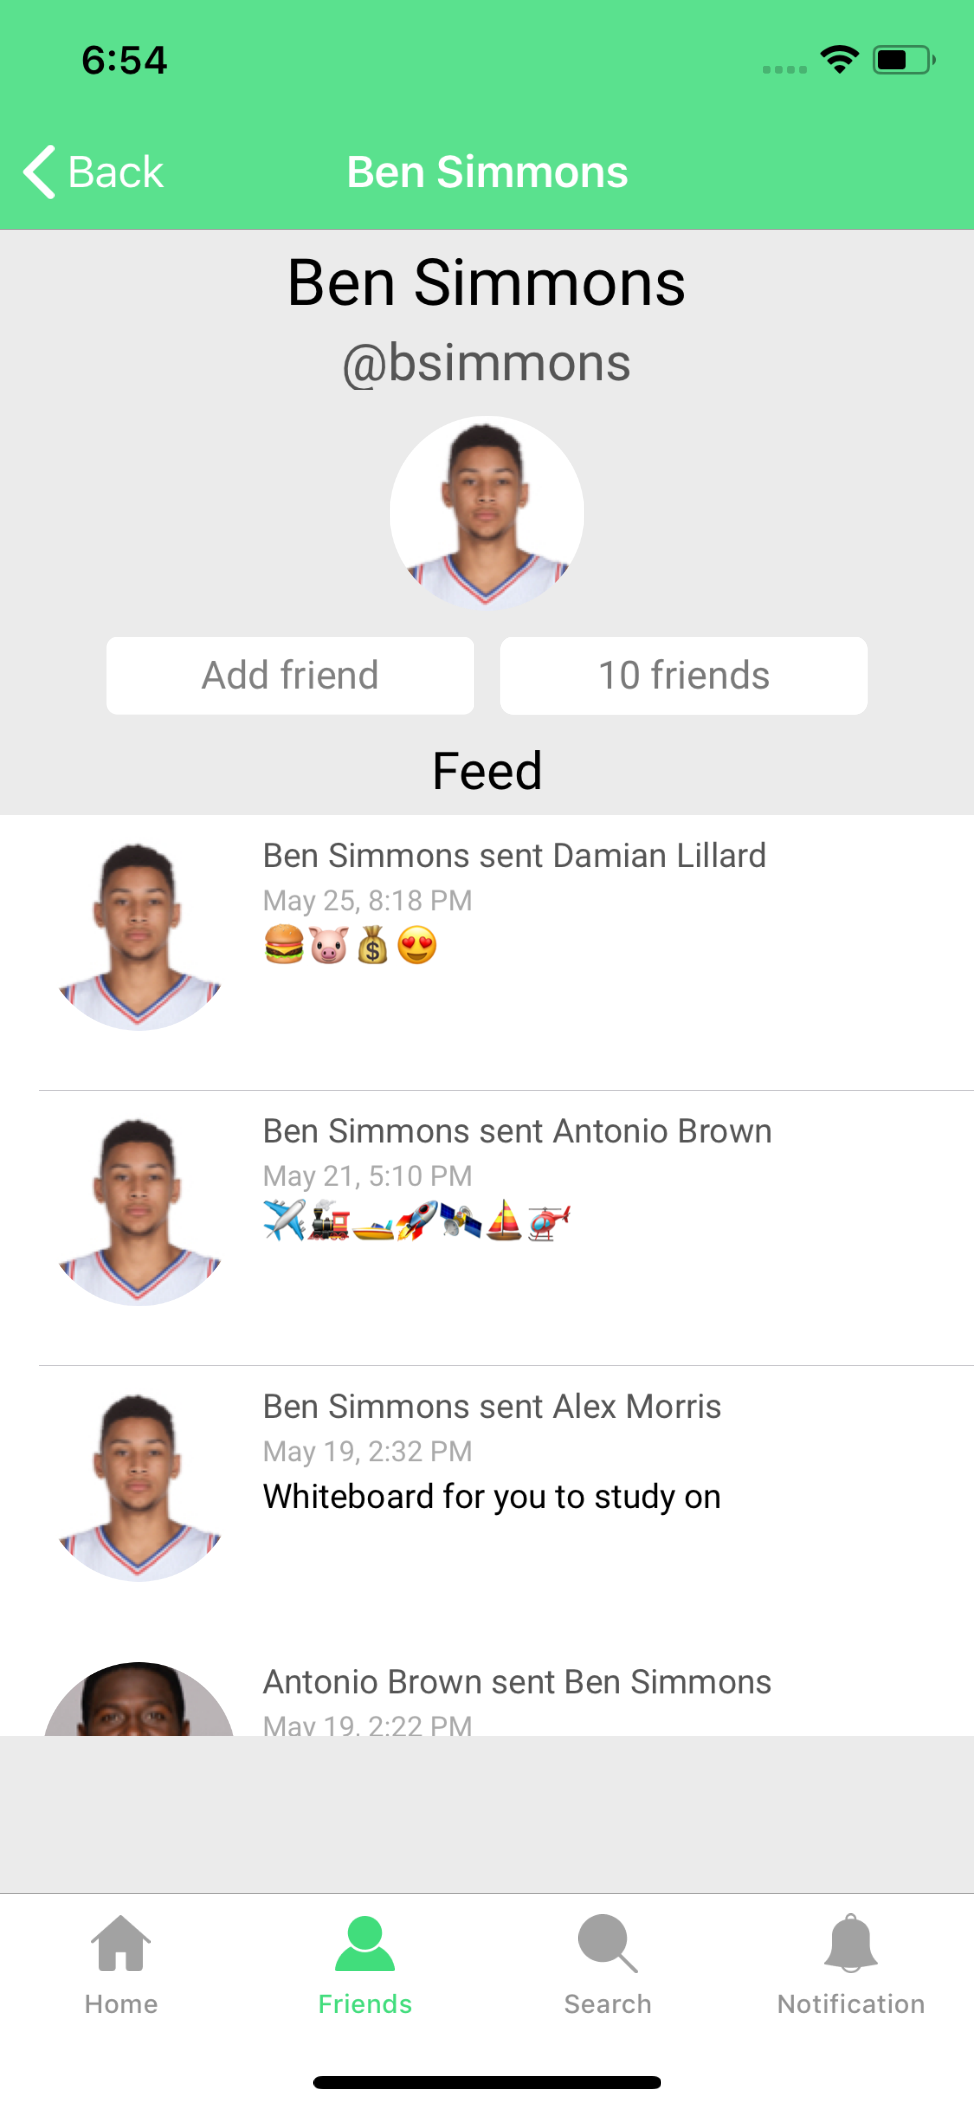 6:54
Back
Ben Simmons
Ben Simmons
@bsimmons
Add friend
10 friends
Feed
Ben Simmons sent Damian Lillard
May 25, 8:18 PM
🍔🐷💰😍
Ben Simmons sent Antonio Brown
May 21, 5:10 PM
✈️🚂🚤🚀🛰⛵️🚁
Ben Simmons sent Alex Morris
May 19, 2:32 PM
Whiteboard for you to study on
Antonio Brown sent Ben Simmons
May 19, 2:22 PM
Home
Friends
Search
Notification